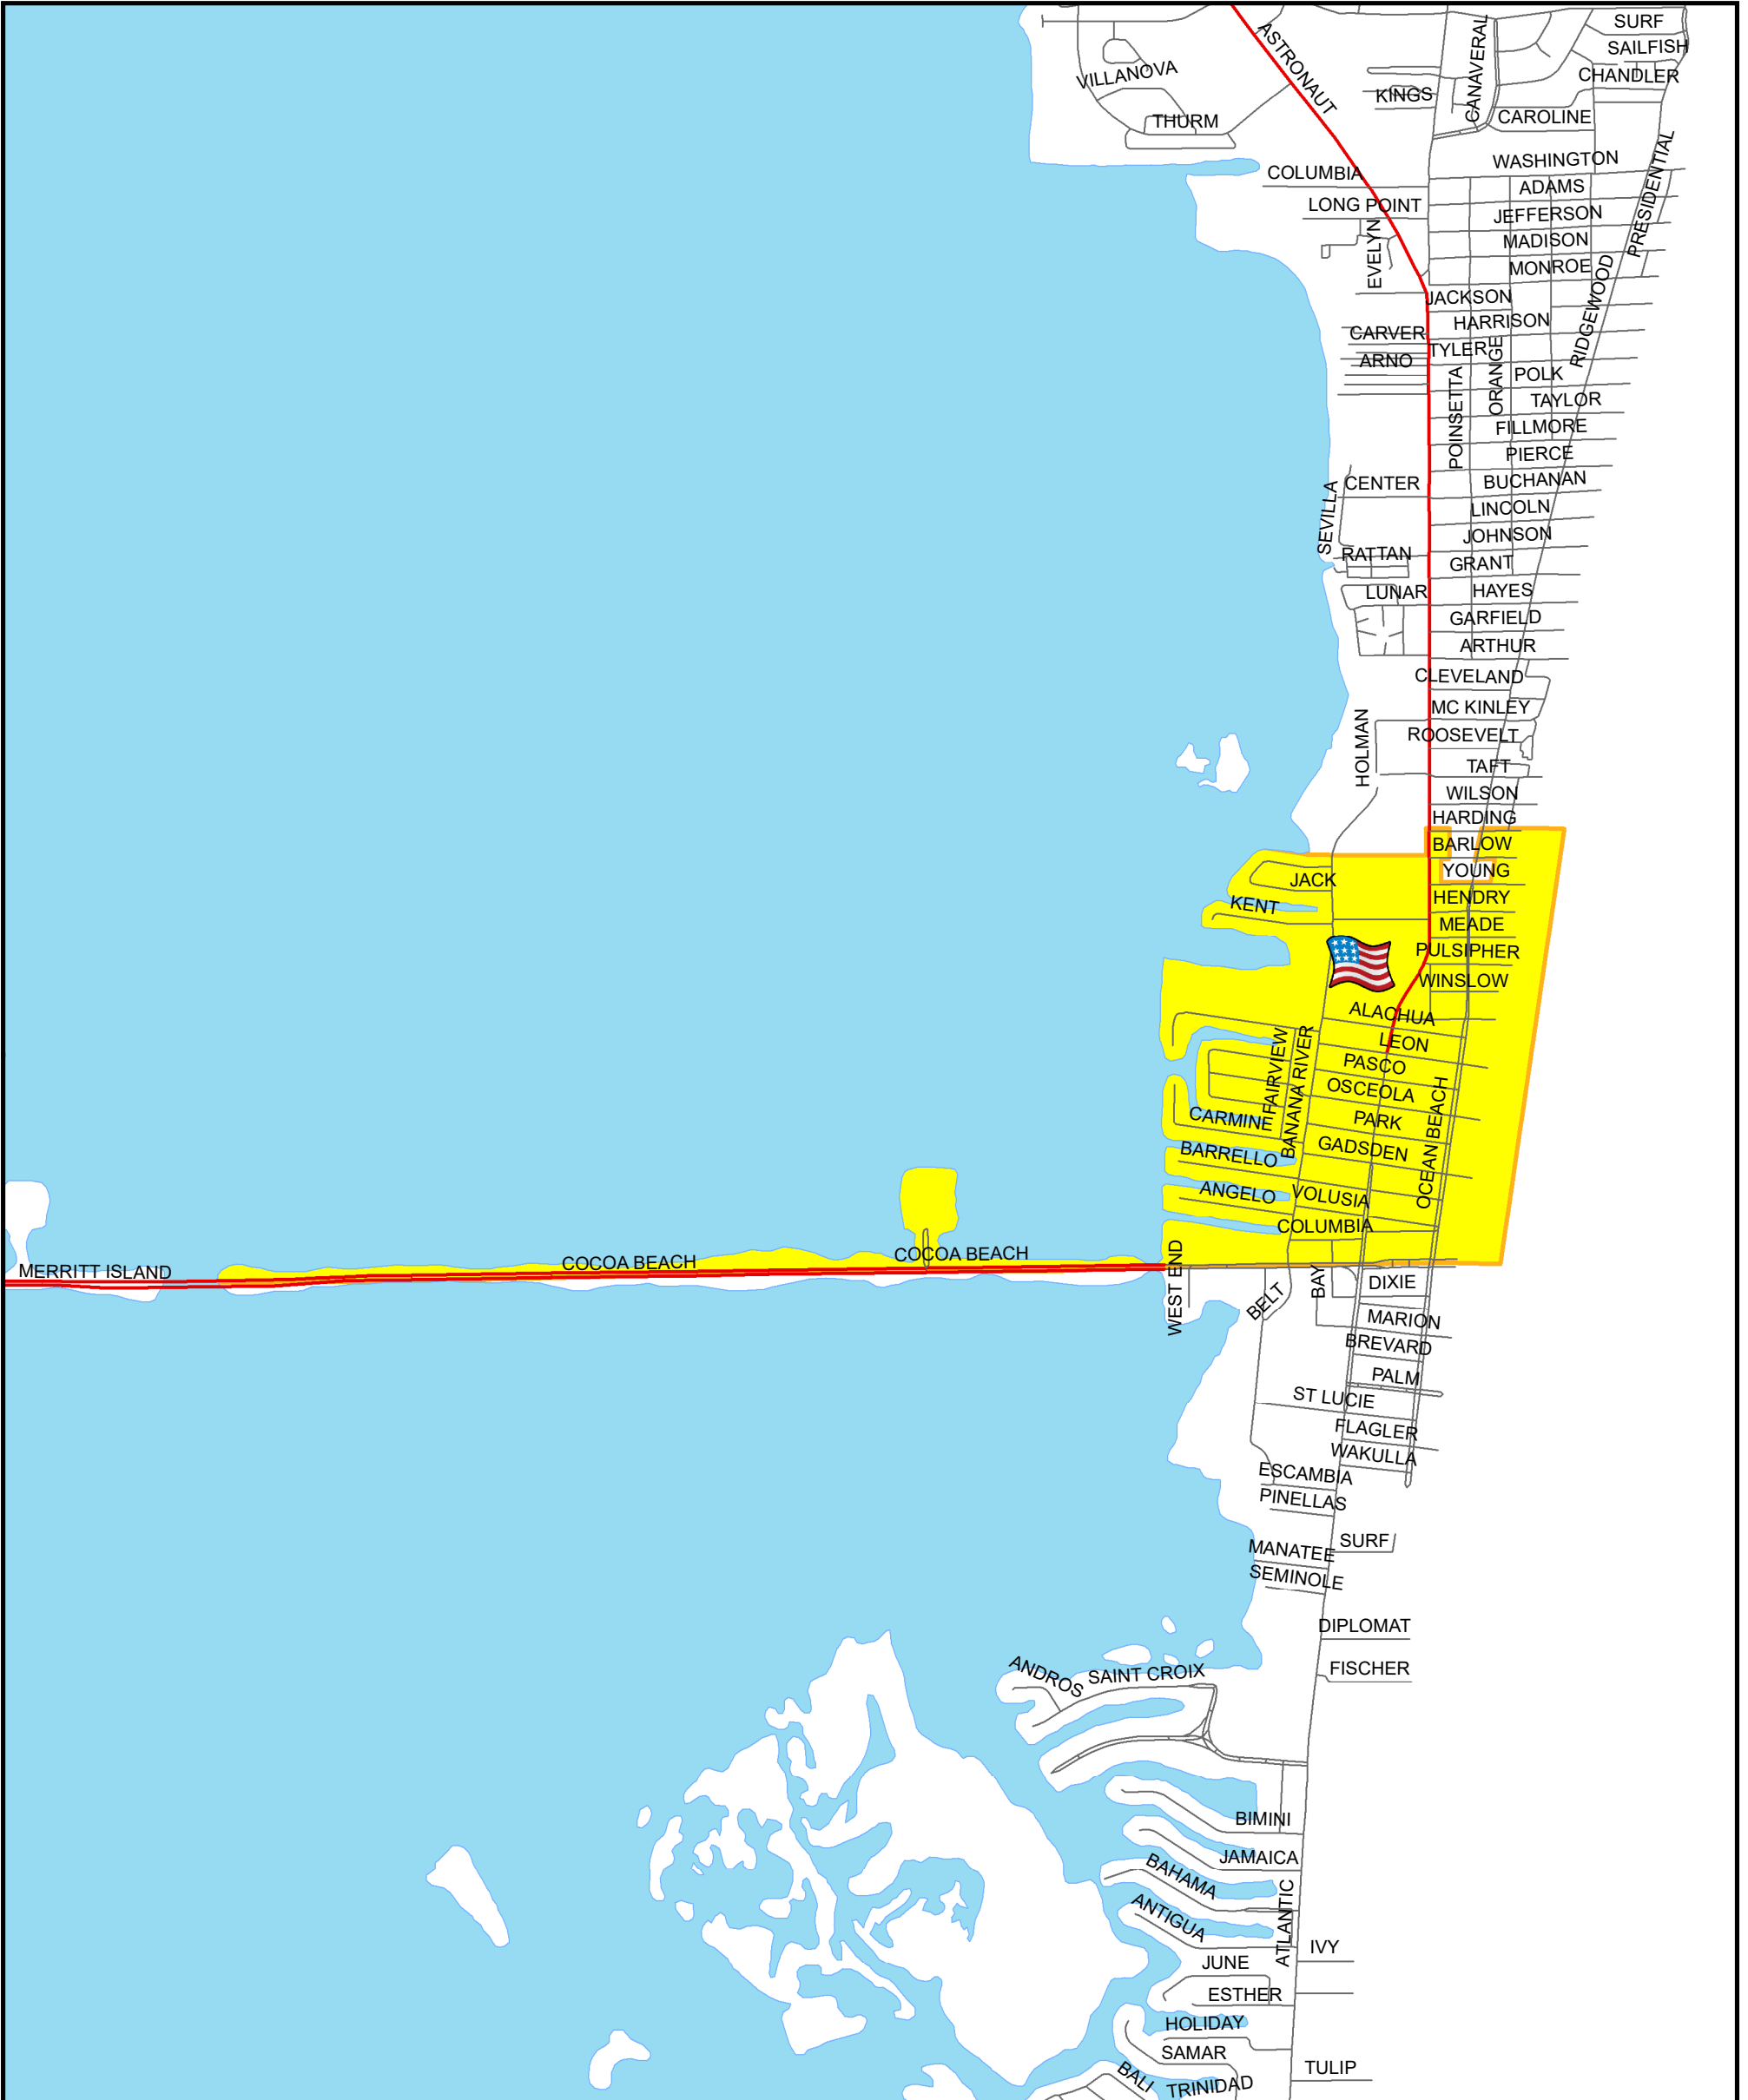 SURF
ASTRONAUT
CANAVERAL
SAILFISH
VILLANOVA
CHANDLER
KINGS
THURM
CAROLINE
WASHINGTON
PRESIDENTIAL
COLUMBIA
ADAMS
LONG POINT
JEFFERSON
EVELYN
MADISON
MONROE
RIDGEWOOD
JACKSON
HARRISON
CARVER
TYLER
ORANGE
ARNO
POLK
POINSETTA
TAYLOR
FILLMORE
PIERCE
CENTER
BUCHANAN
SEVILLA
LINCOLN
JOHNSON
RATTAN
GRANT
LUNAR
HAYES
GARFIELD
ARTHUR
CLEVELAND
MC KINLEY
HOLMAN
ROOSEVELT
TAFT
WILSON
HARDING
BARLOW
YOUNG
JACK
HENDRY
KENT
MEADE
PULSIPHER
WINSLOW
ALACHUA
LEON
FAIRVIEW
BANANA RIVER
PASCO
OSCEOLA
OCEAN BEACH
CARMINE
PARK
GADSDEN
BARRELLO
ANGELO
VOLUSIA
COLUMBIA
COCOA BEACH
COCOA BEACH
MERRITT ISLAND
WEST END
BELT
BAY
DIXIE
MARION
BREVARD
PALM
ST LUCIE
FLAGLER
WAKULLA
ESCAMBIA
PINELLAS
SURF
MANATEE
SEMINOLE
DIPLOMAT
FISCHER
ANDROS
SAINT CROIX
BIMINI
JAMAICA
BAHAMA
ANTIGUA
ATLANTIC
IVY
JUNE
ESTHER
HOLIDAY
SAMAR
BALI
TRINIDAD
TULIP